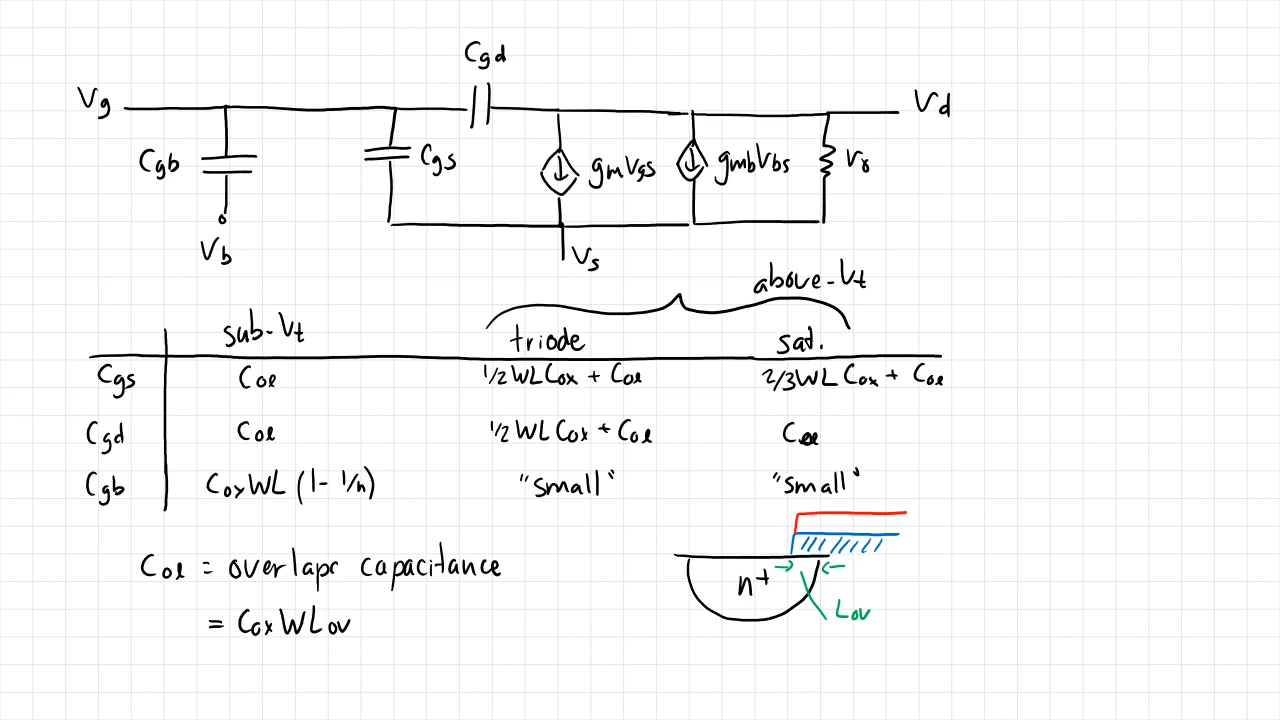 Cgd
Vg
Vd
Cgb
Cgs
gmVgs
gmbVbs
Vb
Vs
above-Vt
sub-Vt
triode
sat.
Cgs Col 1/2WLCox + Col 2/3WLCox + Col
Cgd Col 1/2WLCox + Col Col
Cgb CoxWL (1 - 1/n) "small" "small"
Col = overlapr capacitance
= CoxWLov
n+
Lov